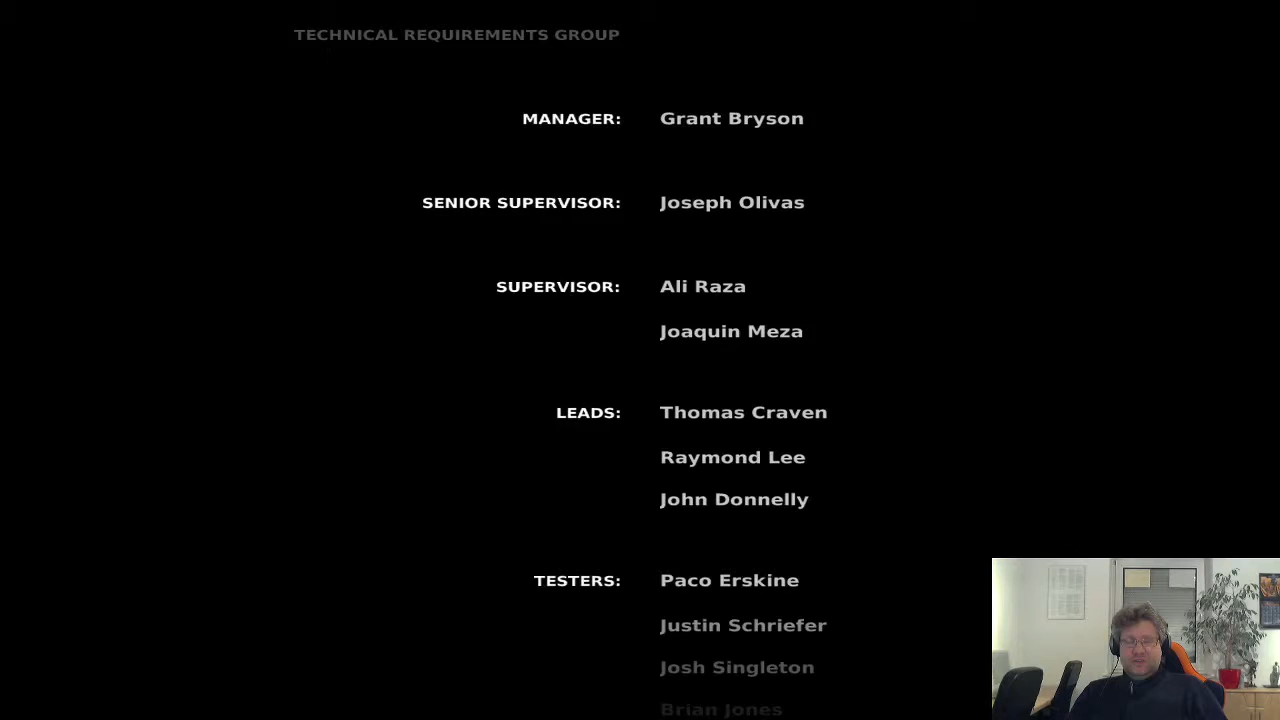 TECHNICAL REQUIREMENTS GROUP
MANAGER: Grant Bryson
SENIOR SUPERVISOR: Joseph Olivas
SUPERVISOR: Ali Raza
Joaquin Meza
LEADS: Thomas Craven
Raymond Lee
John Donnelly
TESTERS: Paco Erskine
Justin Schriefer
Josh Singleton
Brian Jones